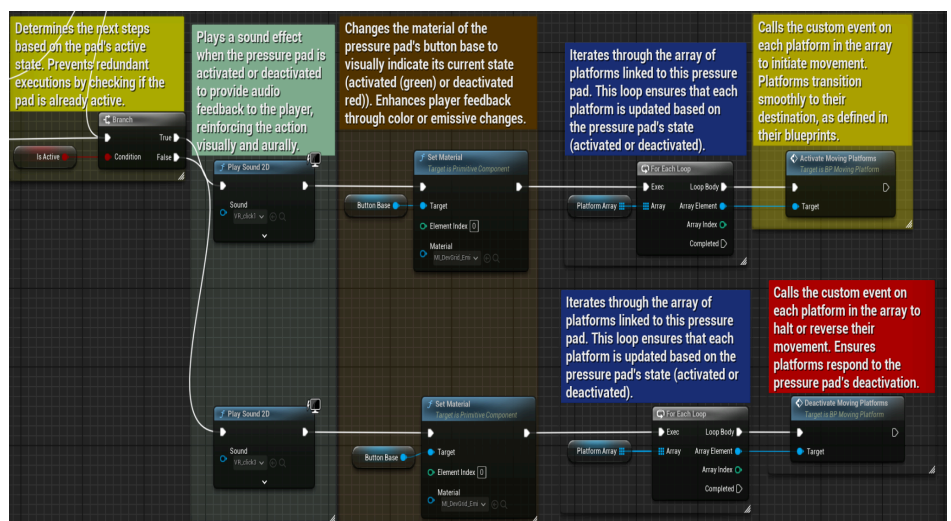 Determines the next steps
based on the pad's active
state. Prevents redundant
executions by checking if the
pad is already active.
Branch
True
Is Active
Condition
False
Plays a sound effect
when the pressure pad is
activated or deactivated
to provide audio
feedback to the player,
reinforcing the action
visually and aurally.
Play Sound 2D
Sound
VR_click1
Changes the material of the
pressure pad's button base to
visually indicate its current state
(activated (green) or deactivated
red)). Enhances player feedback
through color or emissive changes.
Set Material
Target is Primitive Component
Button Base
Target
Element Index 0
Material
MI_DevGrid_Emi
Iterates through the array of
platforms linked to this pressure
pad. This loop ensures that each
platform is updated based on
the pressure pad's state
(activated or deactivated).
For Each Loop
Exec
Loop Body
Platform Array
Array
Array Element
Array Index
Completed
Calls the custom event on
each platform in the array
to initiate movement.
Platforms transition
smoothly to their
destination, as defined in
their blueprints.
Activate Moving Platforms
Target is BP Moving Platform
Target
Play Sound 2D
Sound
Set Material
Target is Primitive Component
Button Base
Target
Element Index 0
Material
MI_DevGrid_Emi
Iterates through the array of
platforms linked to this pressure
pad. This loop ensures that each
platform is updated based on the
pressure pad's state (activated or
deactivated).
For Each Loop
Exec
Loop Body
Platform Array
Array
Array Element
Array Index
Completed
Calls the custom event on
each platform in the array to
halt or reverse their
movement. Ensures
platforms respond to the
pressure pad's deactivation.
Deactivate Moving Platforms
Target is BP Moving Platform
Target